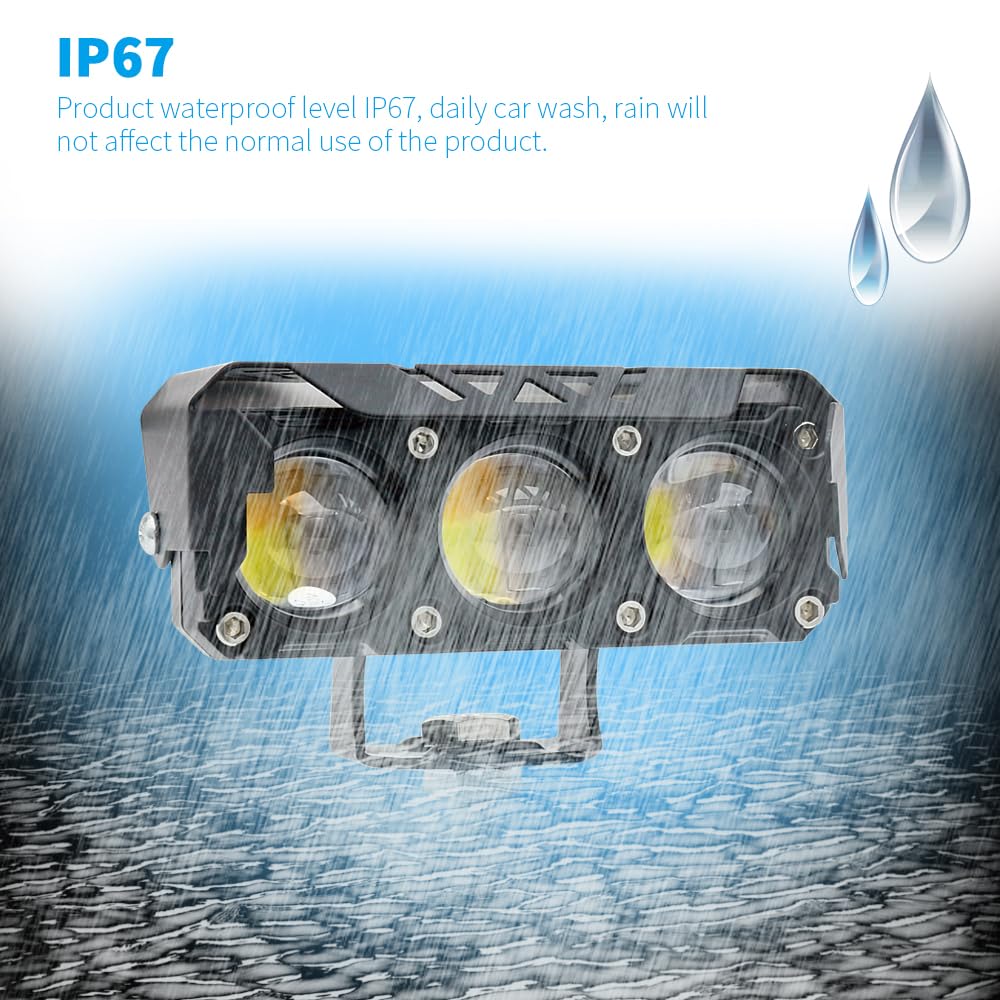 IP67
Product waterproof level IP67, daily car wash, rain will
not affect the normal use of the product.